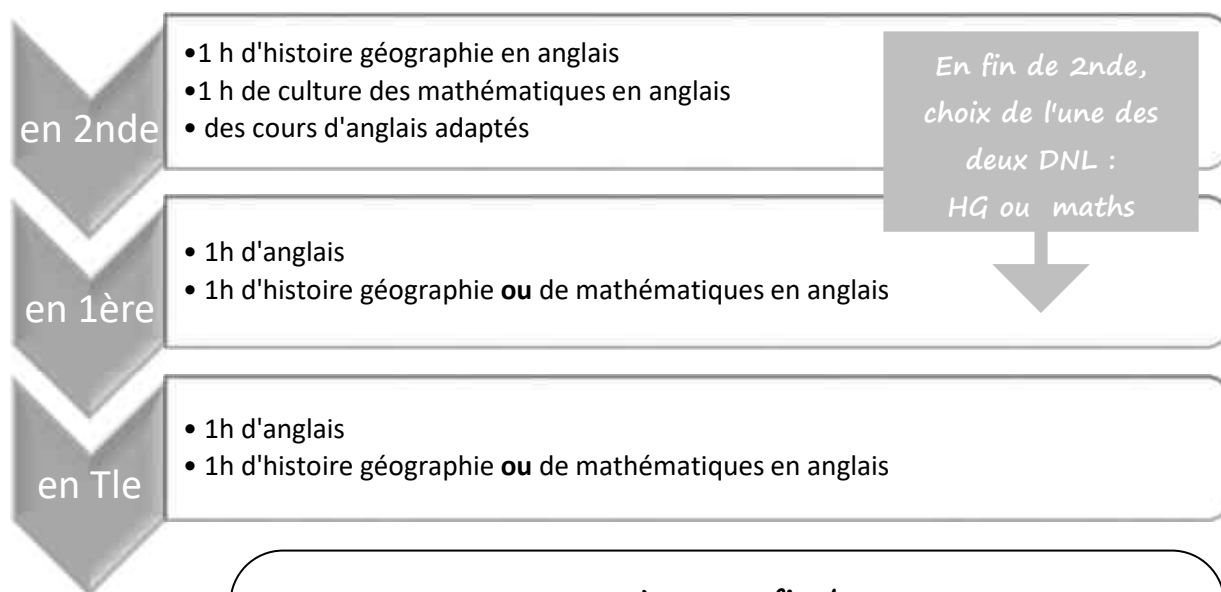 en 2nde
•1 h d'histoire géographie en anglais
•1 h de culture des mathématiques en anglais
• des cours d'anglais adaptés
En fin de 2nde,
choix de l'une des
deux DNL :
HG ou maths
en 1ère
• 1h d'anglais
• 1h d'histoire géographie ou de mathématiques en anglais
en Tle
• 1h d'anglais
• 1h d'histoire géographie ou de mathématiques en anglais